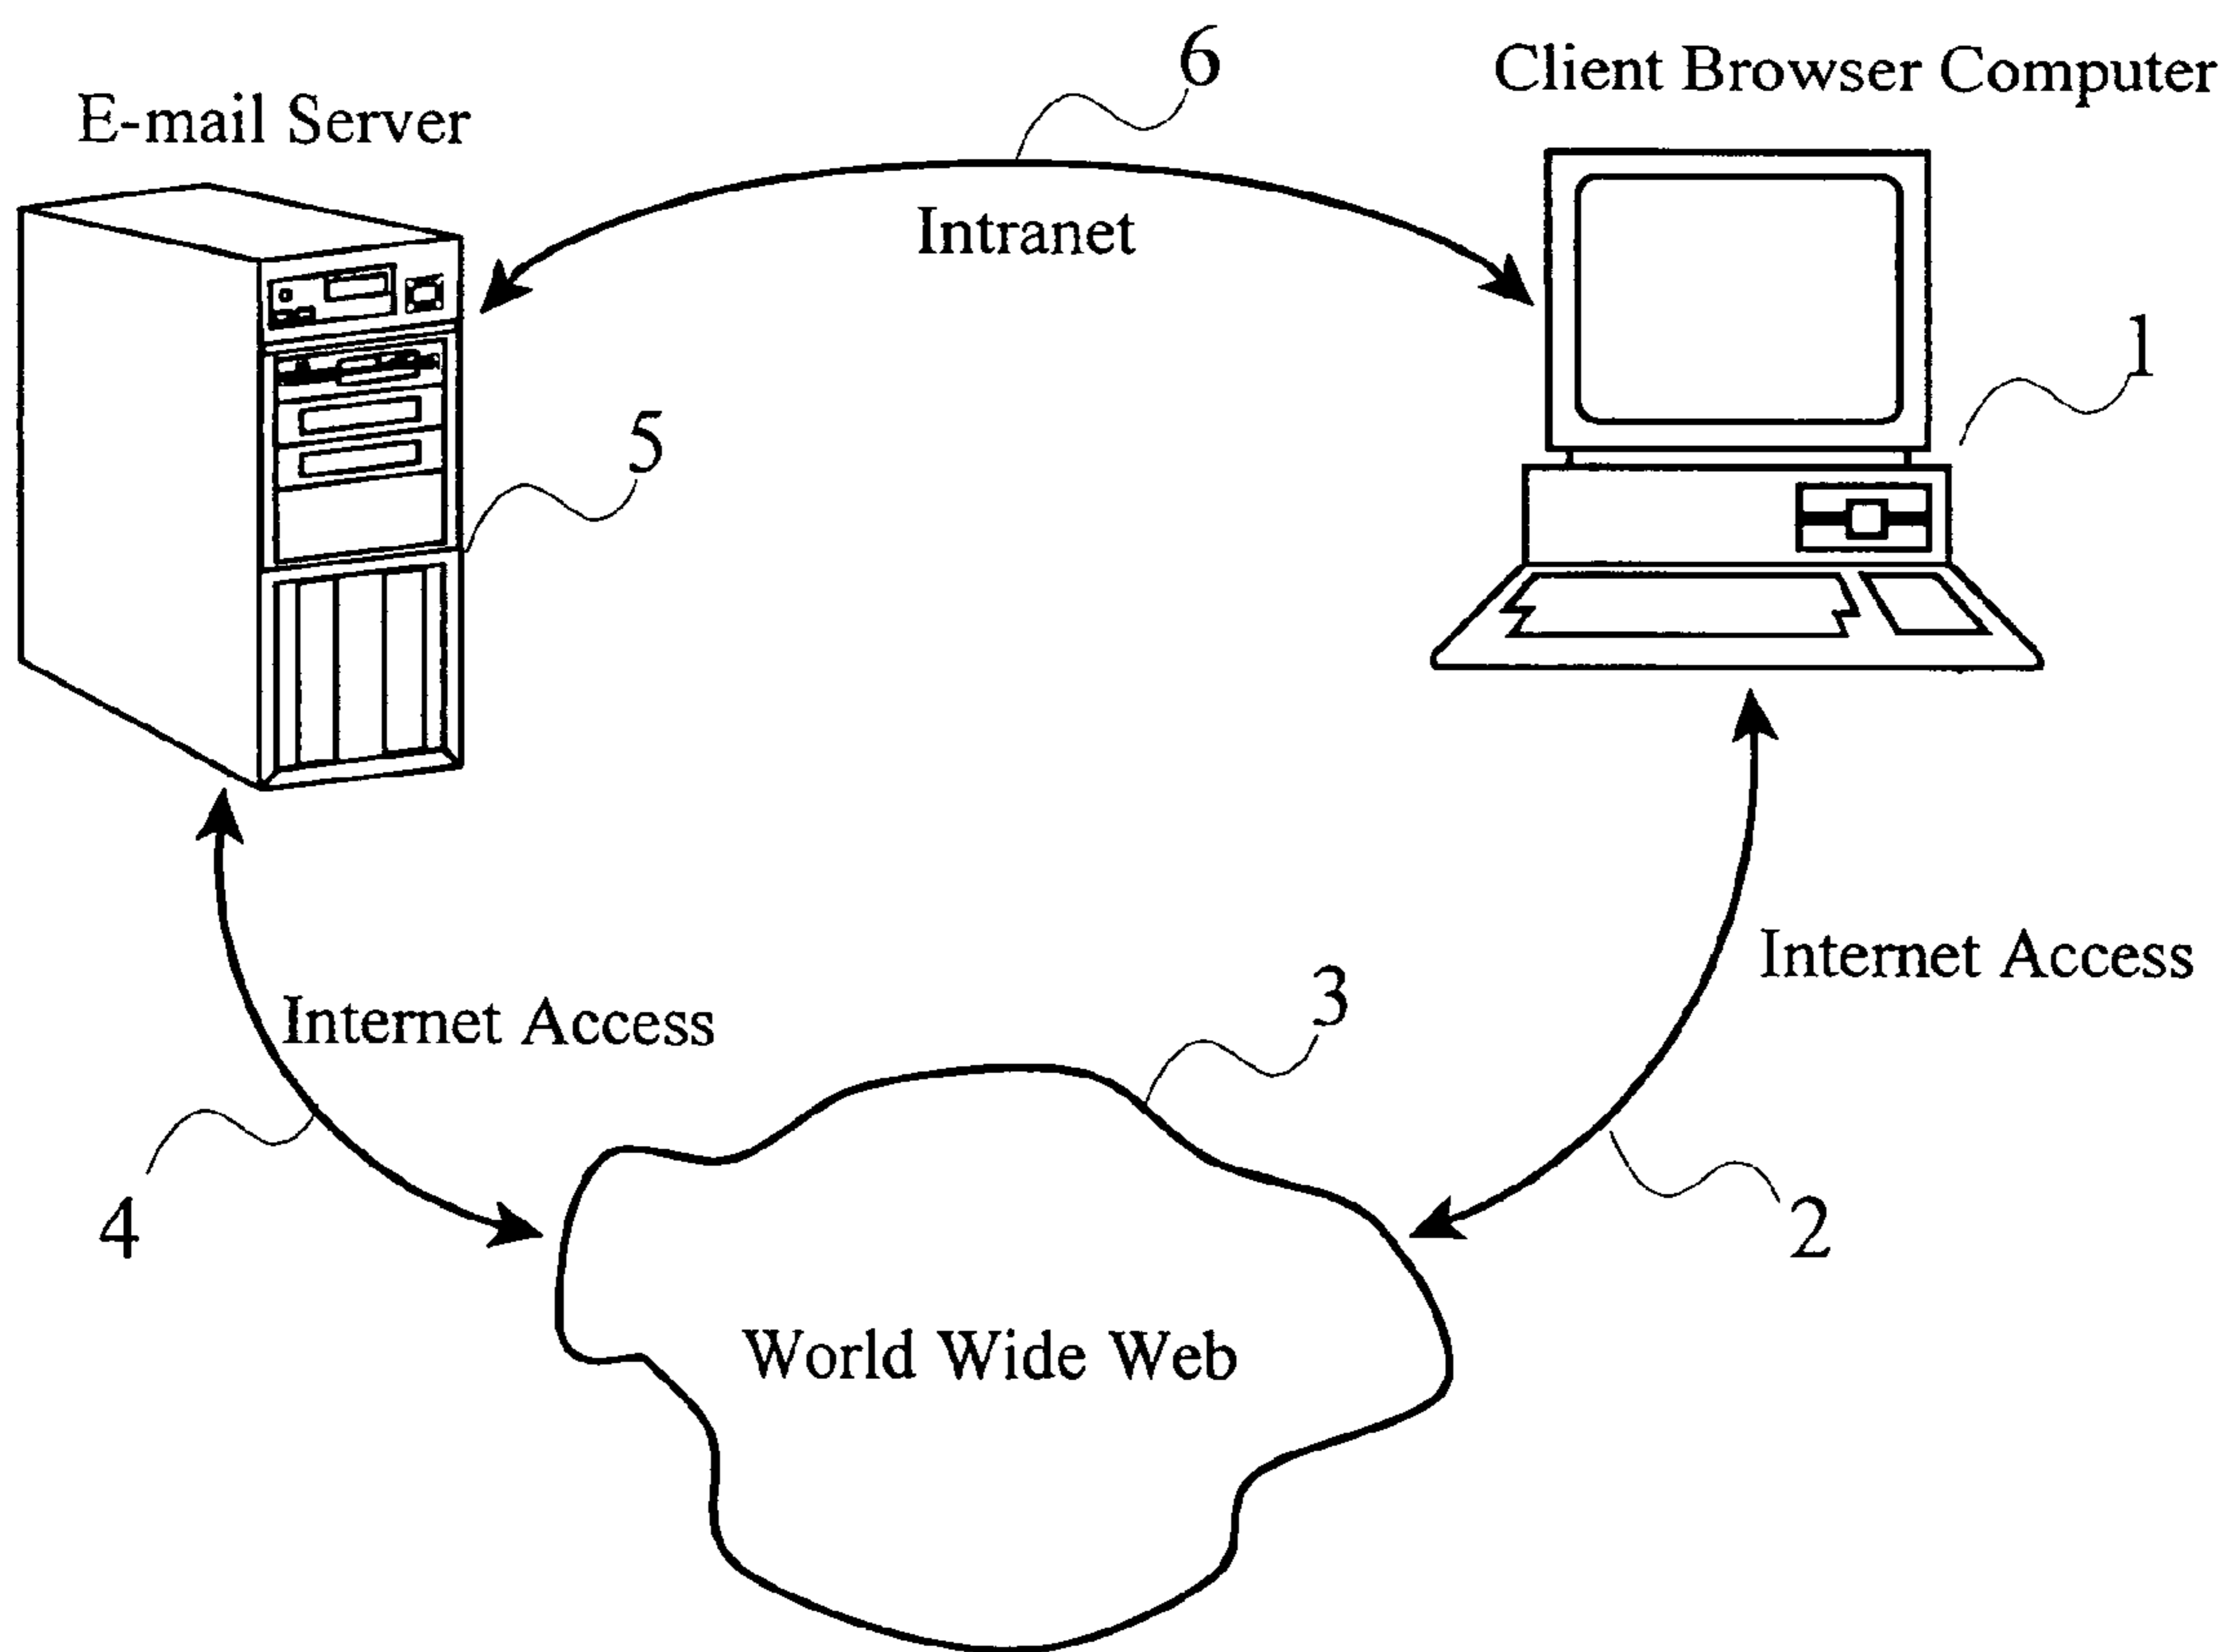 6
Client Browser Computer
E-mail Server
Intranet
1
5
Internet Access
3
Internet Access
4
2
World Wide Web